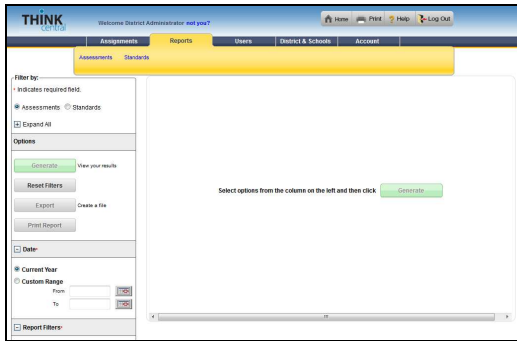 THINK
central
Welcome District Administrator not you?
Home Print ? Help Log Out
Assignments Reports Users District & Schools Account
Assessments Standards
Filter by:
* Indicates required field.
Assessments Standards
Expand All
Options
Generate View your results
Reset Filters
Export Create a file
Print Report
Select options from the column on the left and then click Generate
Date*
Current Year
Custom Range
From
To
Report Filters*